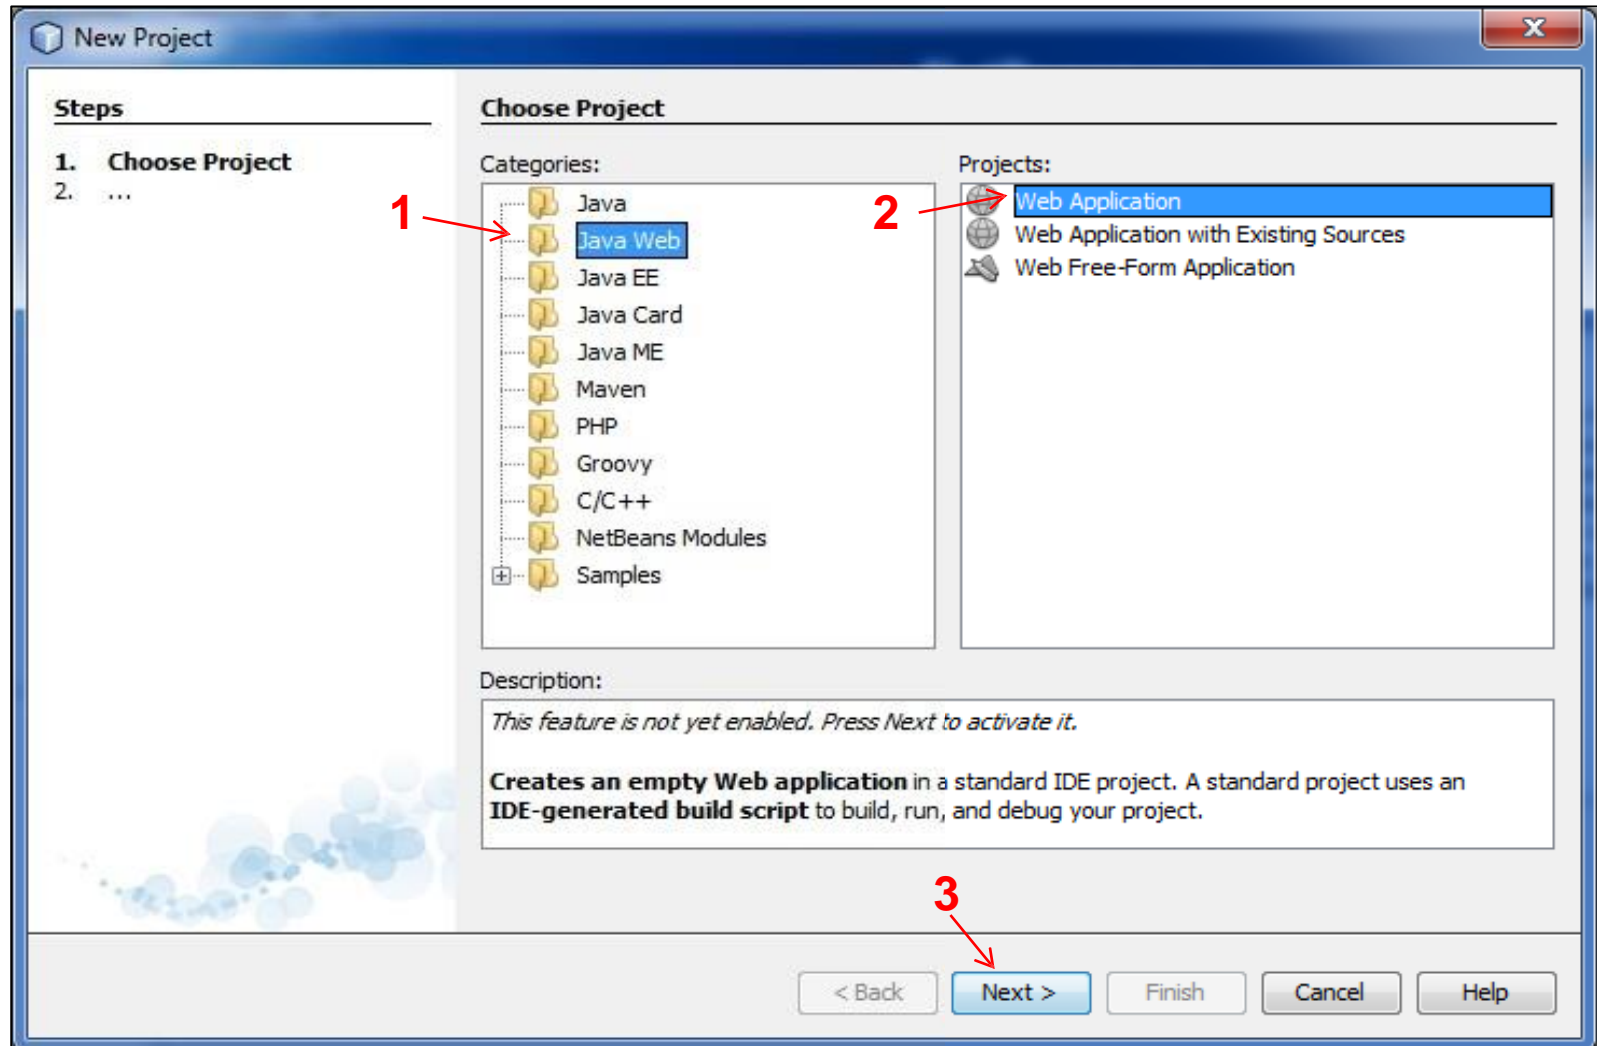 New Project
Steps
1. Choose Project
2. ...
Choose Project
Categories:
1
Java
Java Web
Java EE
Java Card
Java ME
Maven
PHP
Groovy
C/C++
NetBeans Modules
Samples
Projects:
2
Web Application
Web Application with Existing Sources
Web Free-Form Application
Description:
This feature is not yet enabled. Press Next to activate it.
Creates an empty Web application in a standard IDE project. A standard project uses an
IDE-generated build script to build, run, and debug your project.
3
< Back Next > Finish Cancel Help